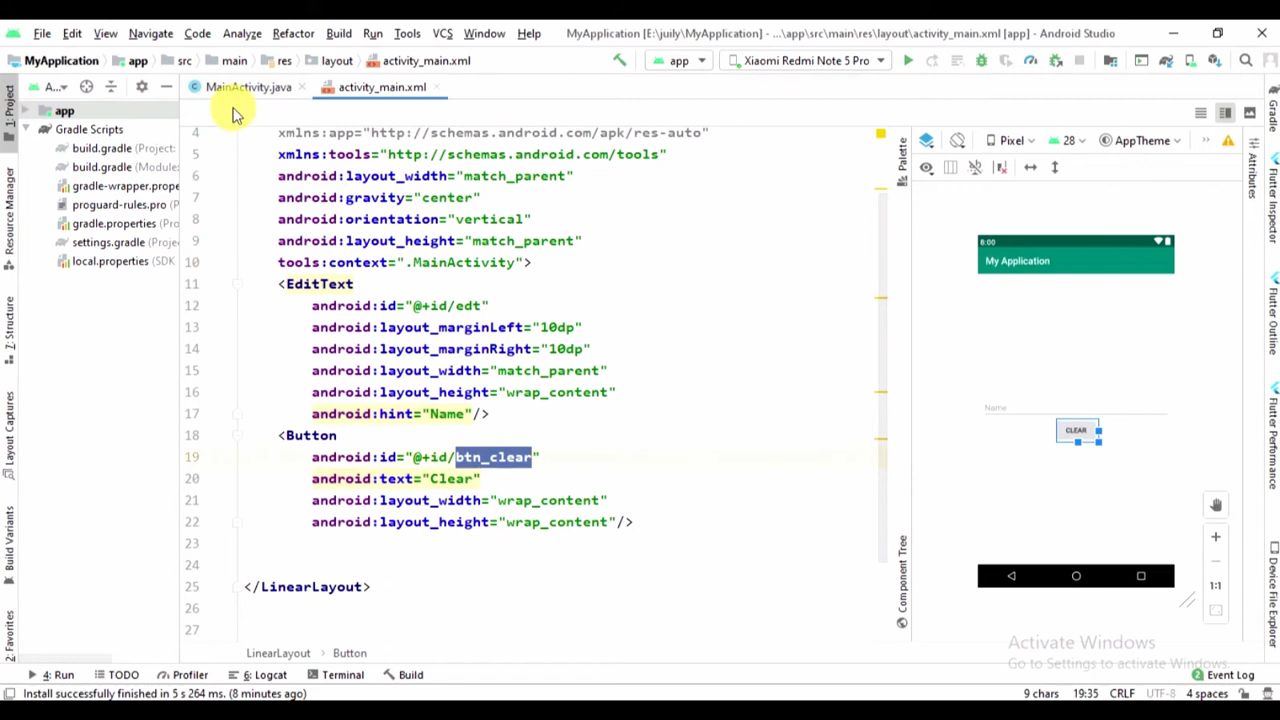 File Edit View Navigate Code Analyze Refactor Build Run Tools VCS Window Help MyApplication [E:\juily\MyApplication] - ...\app\src\main\res\layout\activity_main.xml [app] - Android Studio
MyApplication app src main res layout activity_main.xml app Xiaomi Redmi Note 5 Pro
1: Project
Resource Manager
7: Structure
Layout Captures
Build Variants
2: Favorites
A...
app
Gradle Scripts
build.gradle (Project:
build.gradle (Module:
gradle-wrapper.prope
proguard-rules.pro
gradle.properties
settings.gradle (Proje
local.properties (SDK
MainActivity.java activity_main.xml
4 xmlns:app="http://schemas.android.com/apk/res-auto"
5 xmlns:tools="http://schemas.android.com/tools"
6 android:layout_width="match_parent"
7 android:gravity="center"
8 android:orientation="vertical"
9 android:layout_height="match_parent"
10 tools:context=".MainActivity">
11 <EditText
12 android:id="@+id/edt"
13 android:layout_marginLeft="10dp"
14 android:layout_marginRight="10dp"
15 android:layout_width="match_parent"
16 android:layout_height="wrap_content"
17 android:hint="Name"/>
18 <Button
19 android:id="@+id/btn_clear"
20 android:text="Clear"
21 android:layout_width="wrap_content"
22 android:layout_height="wrap_content"/>
23
24
25 </LinearLayout>
26
27
LinearLayout Button
Palette
Component Tree
Pixel 28 AppTheme
8:00
My Application
Name
CLEAR
1:1
Attributes
Gradle
Flutter Inspector
Flutter Outline
Flutter Performance
Device File Explorer
Activate Windows
Go to Settings to activate Windows.
4: Run TODO Profiler 6: Logcat Terminal Build 2 Event Log
Install successfully finished in 5 s 264 ms. (8 minutes ago) 9 chars 19:35 CRLF UTF-8 4 spaces